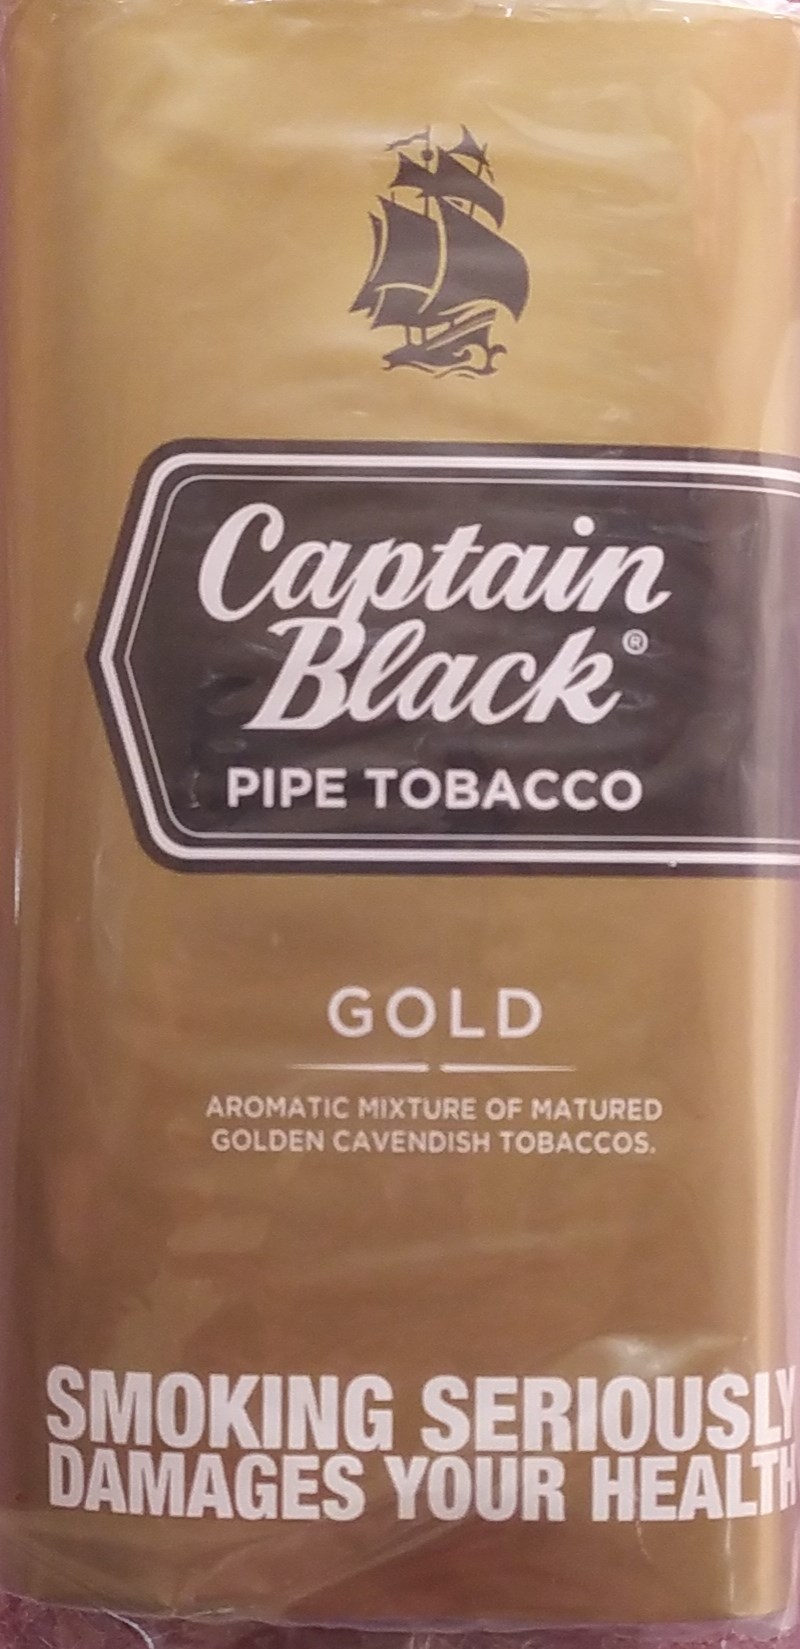 Captain
Black®
PIPE TOBACCO
GOLD
AROMATIC MIXTURE OF MATURED
GOLDEN CAVENDISH TOBACCOS.
SMOKING SERIOUSLY
DAMAGES YOUR HEALTH